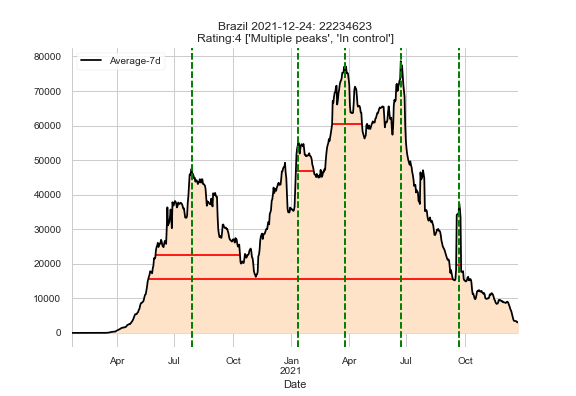 Brazil 2021-12-24: 22234623
Rating:4 ['Multiple peaks', 'In control']
Average-7d
80000
70000
60000
50000
40000
30000
20000
10000
0
Apr Jul Oct Jan Apr Jul Oct
2021
Date